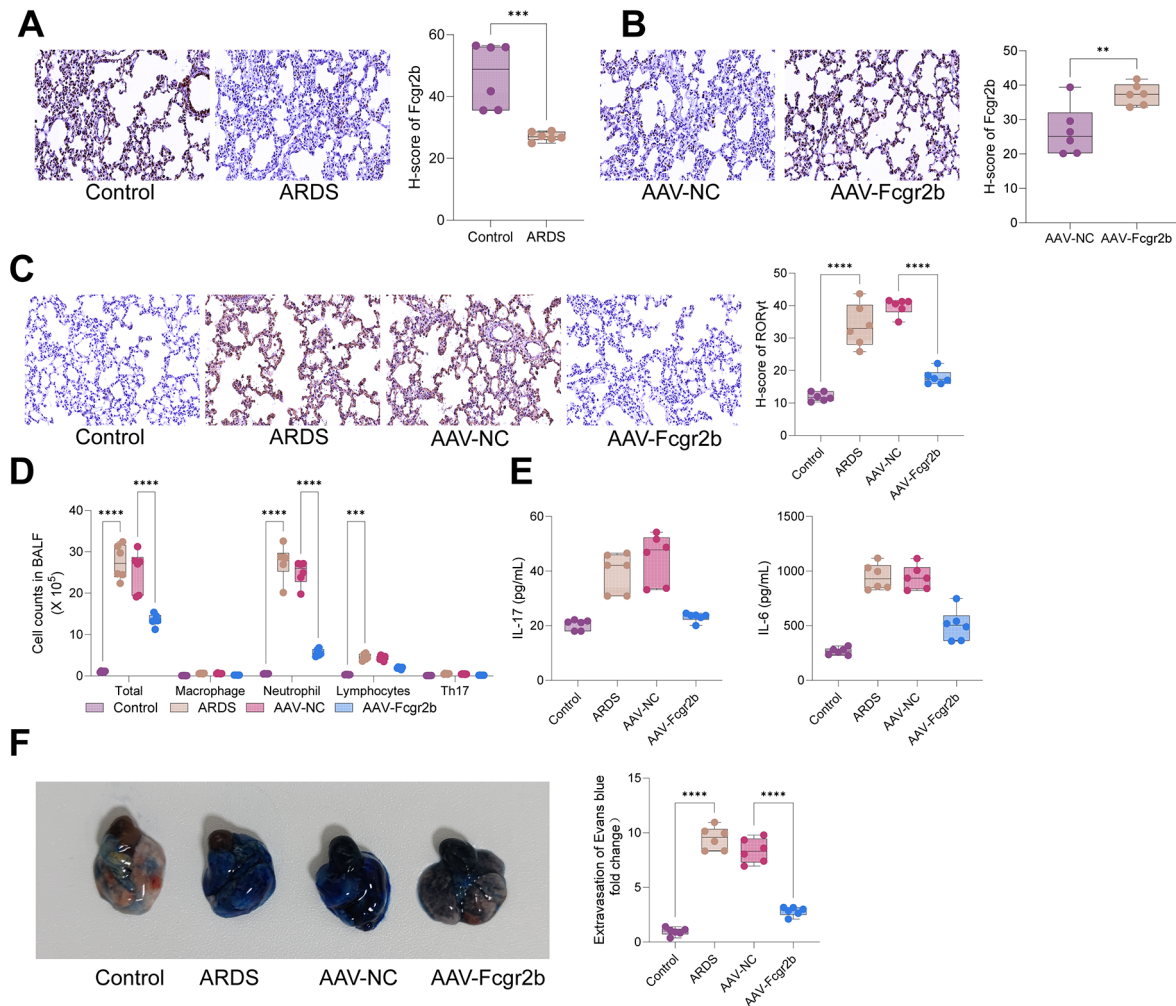 A
H-score of Fcgr2b
60
40
20
0
***
Control
ARDS
Control
ARDS
B
H-score of Fcgr2b
50
40
30
20
10
0
**
AAV-NC
AAV-Fcgr2b
AAV-NC
AAV-Fcgr2b
C
H-score of RORγt
50
40
30
20
10
0
****
****
Control
ARDS
AAV-NC
AAV-Fcgr2b
Control
ARDS
AAV-NC
AAV-Fcgr2b
D
Cell counts in BALF
(X 10⁵)
40
30
20
10
0
****
****
****
****
***
Total
Macrophage
Neutrophil
Lymphocytes
Th17
Control
ARDS
AAV-NC
AAV-Fcgr2b
E
IL-17 (pg/mL)
60
40
20
0
Control
ARDS
AAV-NC
AAV-Fcgr2b
IL-6 (pg/mL)
1500
1000
500
0
Control
ARDS
AAV-NC
AAV-Fcgr2b
F
Control
ARDS
AAV-NC
AAV-Fcgr2b
Extravasation of Evans blue
fold change）
15
10
5
0
****
****
Control
ARDS
AAV-NC
AAV-Fcgr2b